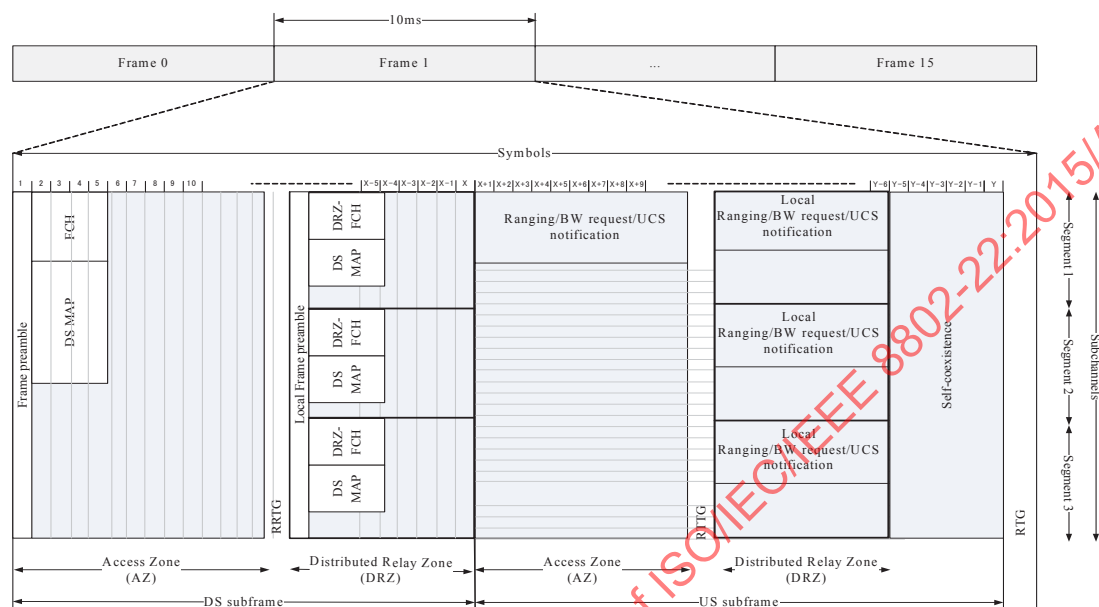 10ms
Frame 0
Frame 1
...
Frame 15
Symbols
1 2 3 4 5 6 7 8 9 10
X-5 X-4 X-3 X-2 X-1 X
X+1 X+2 X+3 X+4 X+5 X+6 X+7 X+8 X+9
Y-6 Y-5 Y-4 Y-3 Y-2 Y-1 Y
Frame preamble
FCH
DS-MAP
RRTG
Local Frame preamble
DRZ-
FCH
DS
MAP
DRZ-
FCH
DS
MAP
DRZ-
FCH
DS
MAP
Ranging/BW request/UCS
notification
RTTG
Local
Ranging/BW request/UCS
notification
Local
Ranging/BW request/UCS
notification
Local
Ranging/BW request/UCS
notification
Self-coexistence
RTG
Segment 1
Segment 2
Segment 3
Subchannels
Access Zone
(AZ)
Distributed Relay Zone
(DRZ)
Access Zone
(AZ)
Distributed Relay Zone
(DRZ)
DS subframe
US subframe
f ISO/IEC/IEEE 8802-22:2015/